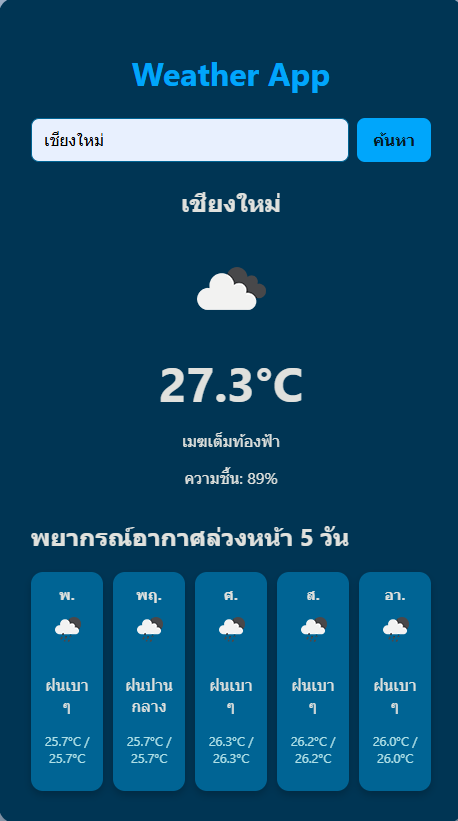 Weather App
เชียงใหม่ ค้นหา
เชียงใหม่
27.3°C
เมฆเต็มท้องฟ้า
ความชื้น: 89%
พยากรณ์อากาศล่วงหน้า 5 วัน
พ.
ฝนเบา
ๆ
25.7°C /
25.7°C
พฤ.
ฝนปาน
กลาง
25.7°C /
25.7°C
ศ.
ฝนเบา
ๆ
26.3°C /
26.3°C
ส.
ฝนเบา
ๆ
26.2°C /
26.2°C
อา.
ฝนเบา
ๆ
26.0°C /
26.0°C